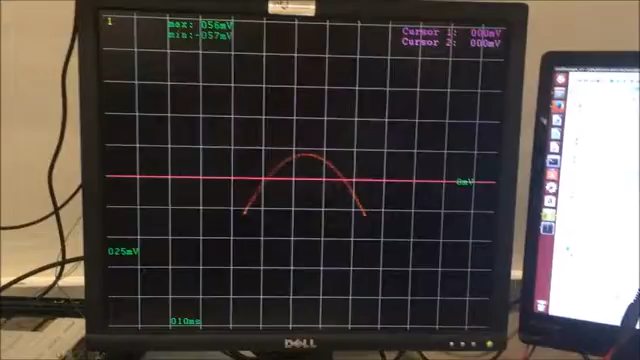 1
max: 056mV
min:-057mV
Cursor 1: 000mV
Cursor 2: 000mV
0mV
025mV
010ms
DELL